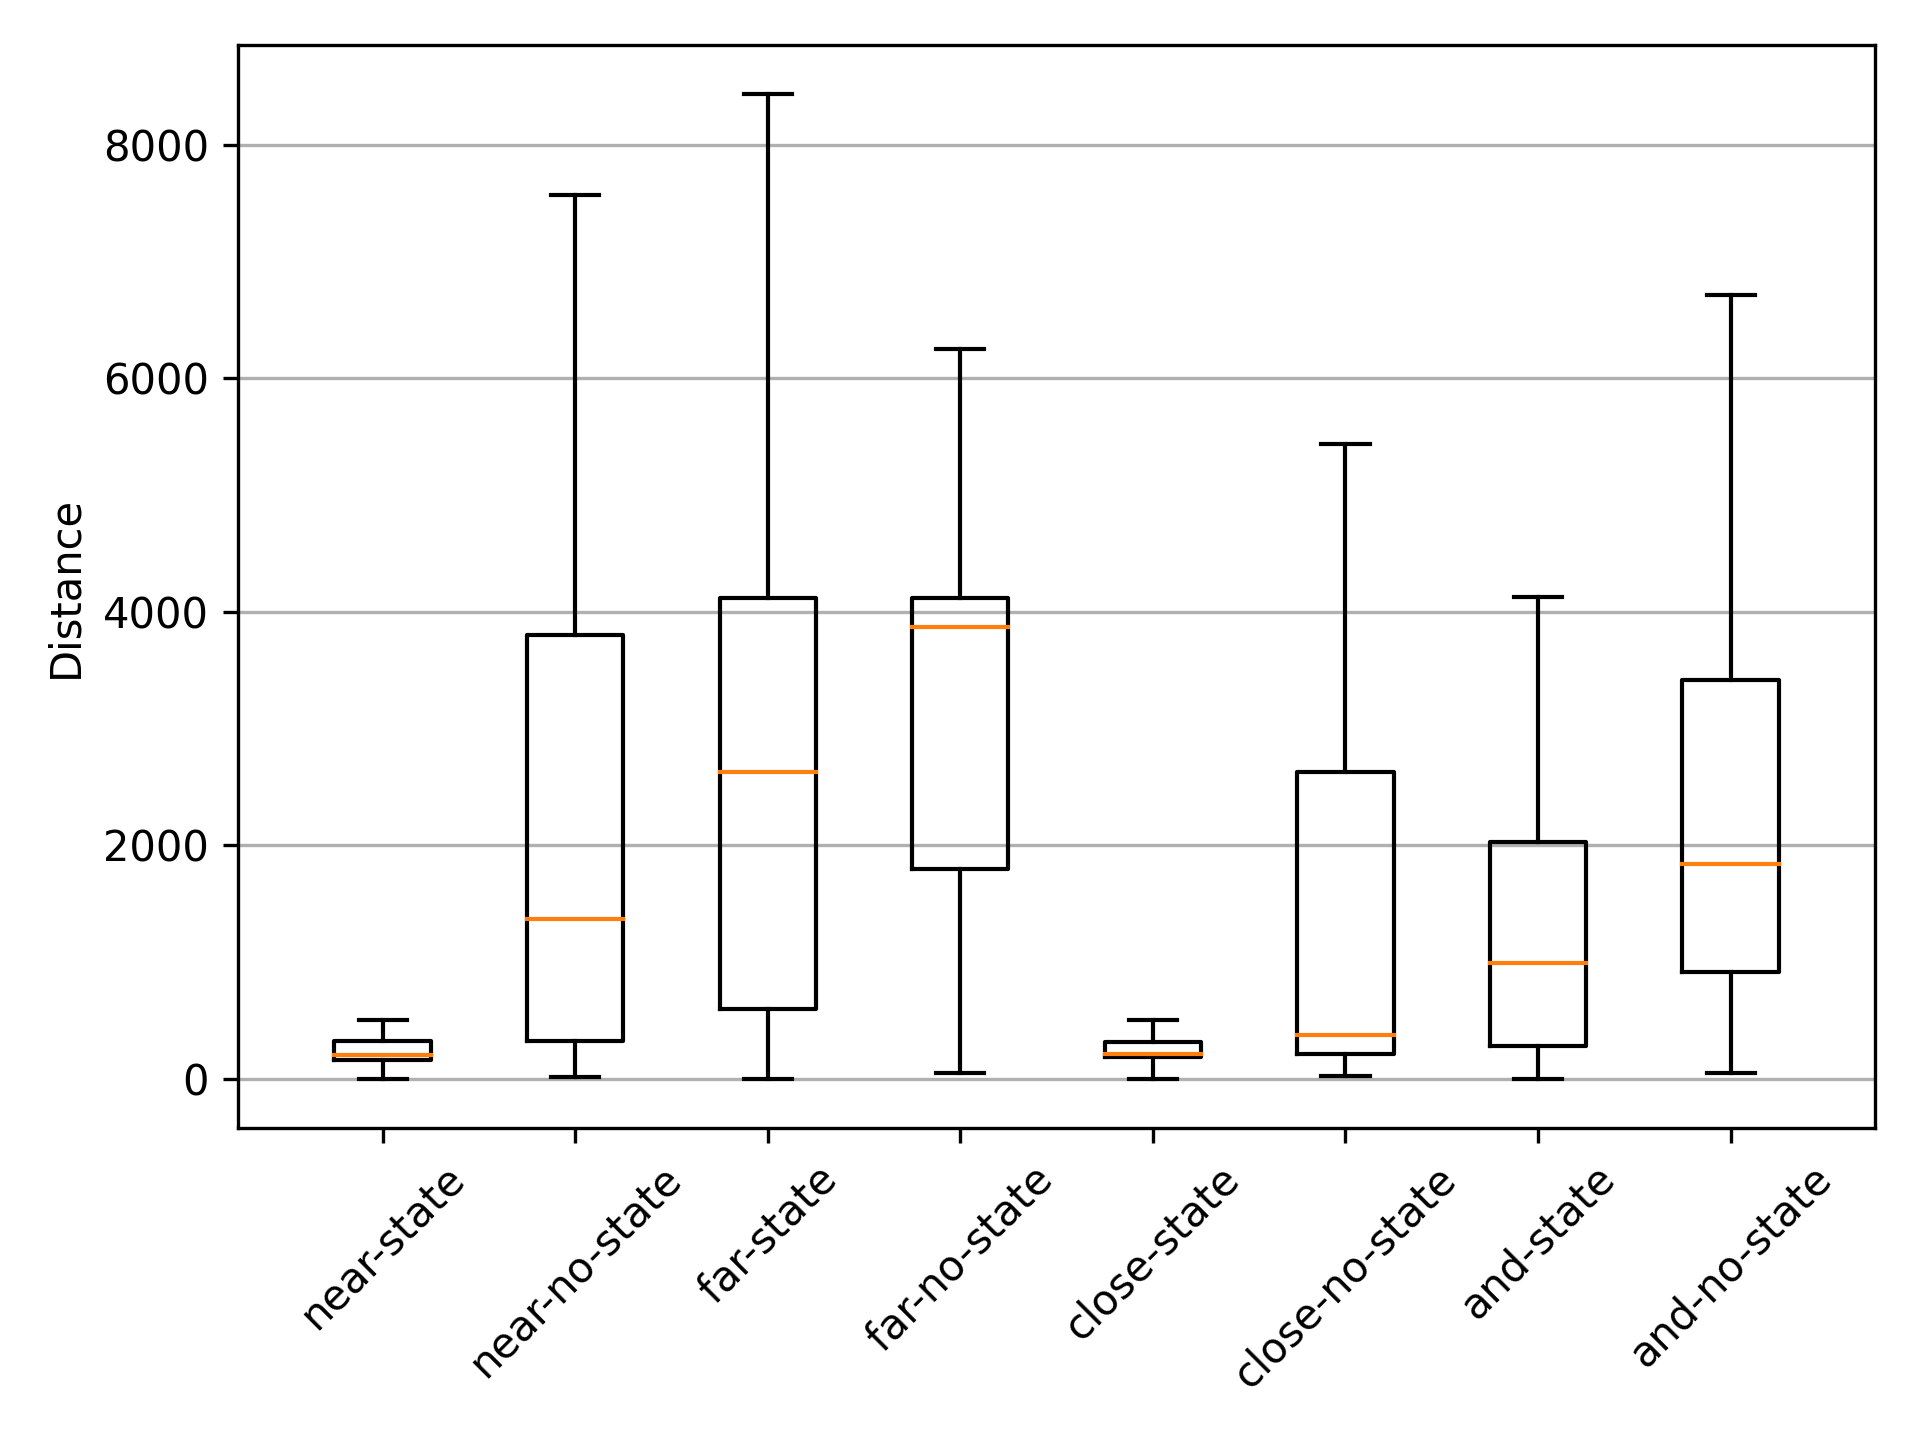 8000
6000
4000
2000
0
Distance
near-state
near-no-state
far-state
far-no-state
close-state
close-no-state
and-state
and-no-state